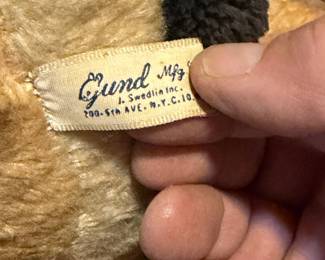 Gund Mfg
J. Swedlin Inc.
200-5th AVE. N.Y.C.10.